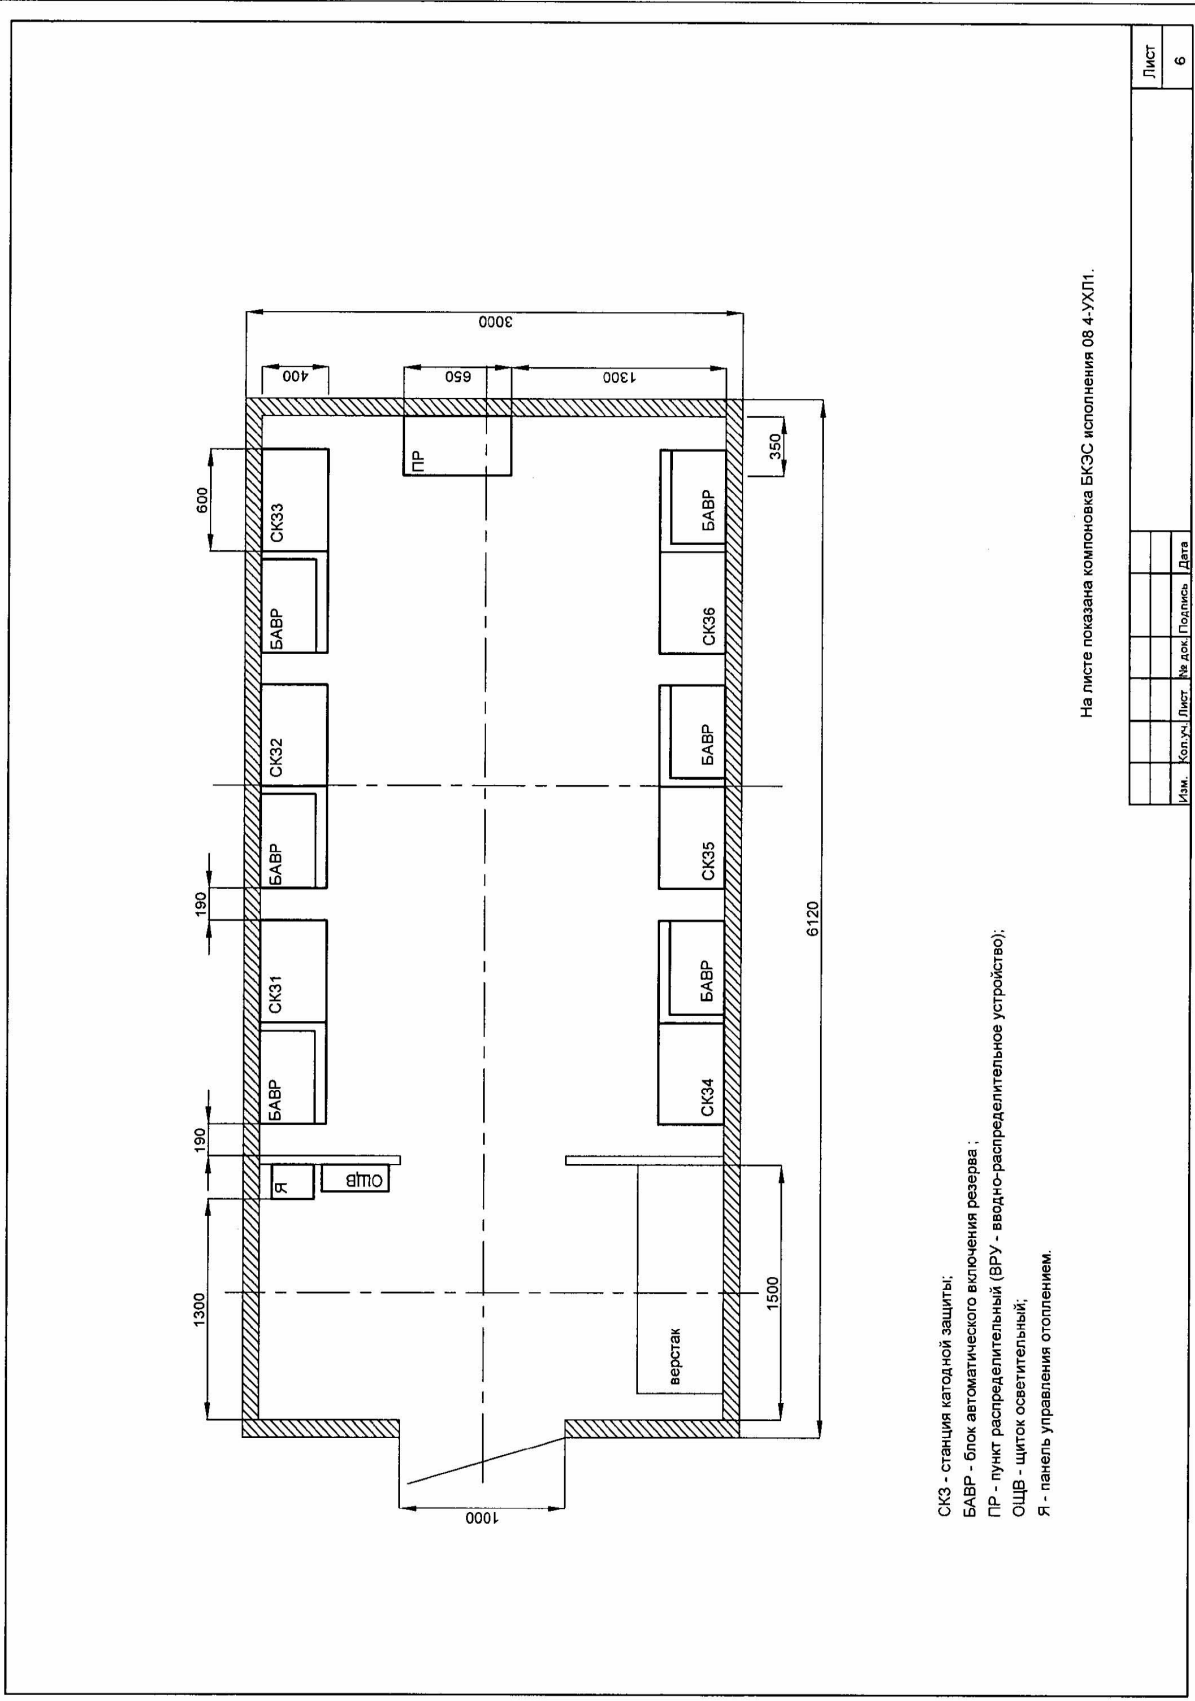 3000
400
650
1300
600
СКЗ3
БАВР
СКЗ2
БАВР
190
СКЗ1
БАВР
190
Я
ОЩВ
1300
ПР
350
БАВР
СКЗ6
БАВР
СКЗ5
БАВР
СКЗ4
6120
1500
верстак
1000
СКЗ - станция катодной защиты;
БАВР - блок автоматического включения резерва ;
ПР - пункт распределительный (ВРУ - вводно-распределительное устройство);
ОЩВ - щиток осветительный;
Я - панель управления отоплением.
На листе показана компоновка БКЭС исполнения 08 4-УХЛ1.
Изм. Кол.уч. Лист № док. Подпись Дата
Лист
6